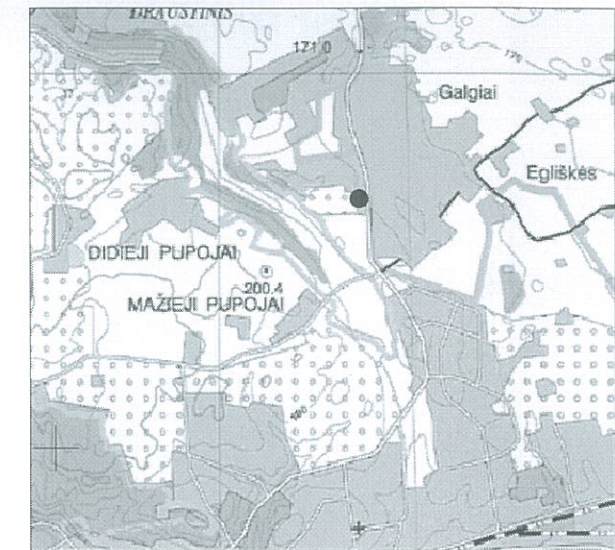 DRAUSTINIS
171.0
Galgiai
Egliškės
DIDIEJI PUPOJAI
200.4
MAŽIEJI PUPOJAI